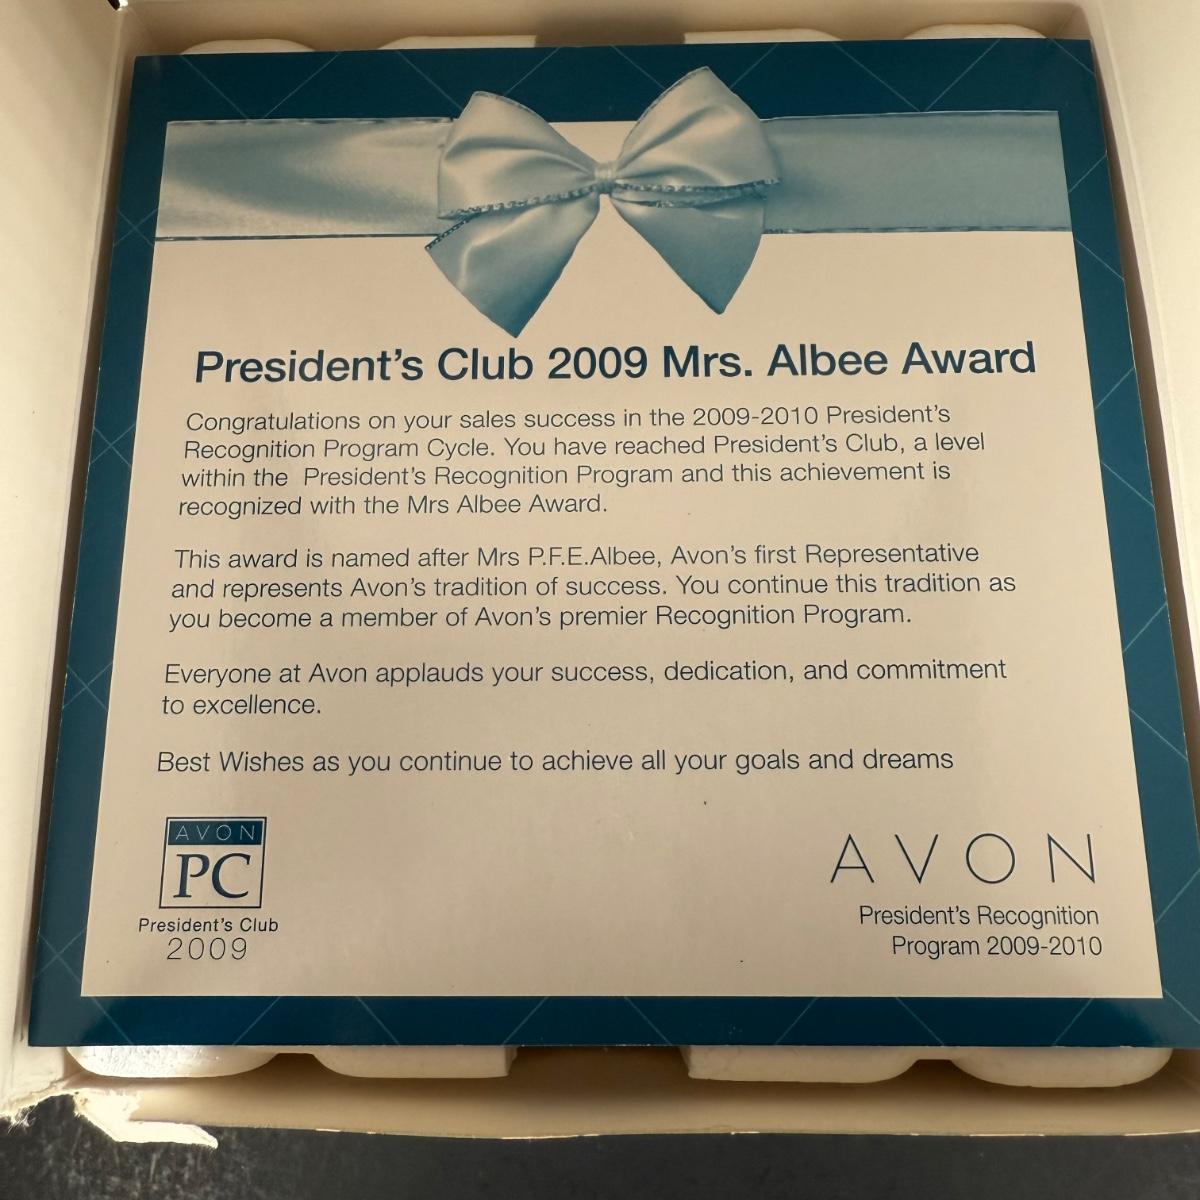 President's Club 2009 Mrs. Albee Award
Congratulations on your sales success in the 2009-2010 President's
Recognition Program Cycle. You have reached President's Club, a level
within the President's Recognition Program and this achievement is
recognized with the Mrs Albee Award.
This award is named after Mrs P.F.E.Albee, Avon's first Representative
and represents Avon's tradition of success. You continue this tradition as
you become a member of Avon's premier Recognition Program.
Everyone at Avon applauds your success, dedication, and commitment
to excellence.
Best Wishes as you continue to achieve all your goals and dreams
AVON
PC
President's Club
2009
AVON
President's Recognition
Program 2009-2010